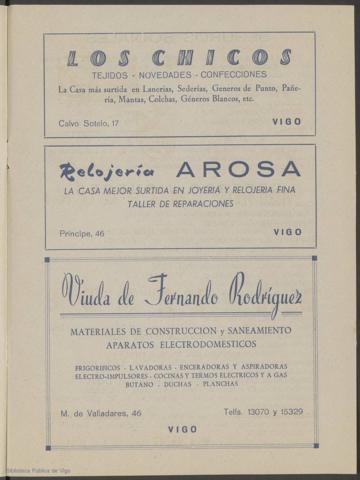 LOS CHICOS
TEJIDOS - NOVEDADES - CONFECCIONES
La Casa más surtida en Lanerías, Sederías, Generos de Punto, Pañe-
ría, Mantas, Colchas, Géneros Blancos, etc.
Calvo Sotelo, 17 VIGO
Relojería AROSA
LA CASA MEJOR SURTIDA EN JOYERIA Y RELOJERIA FINA
TALLER DE REPARACIONES
Príncipe, 46 VIGO
Viuda de Fernando Rodríguez
MATERIALES DE CONSTRUCCION y SANEAMIENTO
APARATOS ELECTRODOMESTICOS
FRIGORIFICOS - LAVADORAS - ENCERADORAS Y ASPIRADORAS
ELECTRO-IMPULSORES - COCINAS Y TERMOS ELECTRICOS Y A GAS
BUTANO - DUCHAS - PLANCHAS
M. de Valladares, 46 Telfs. 13070 y 15329
VIGO
Biblioteca Pública de Vigo